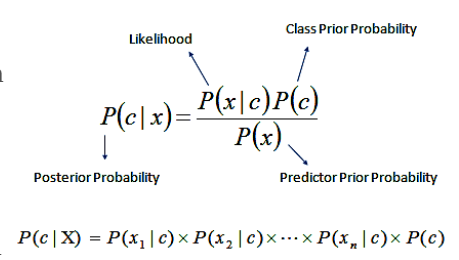 Likelihood
Class Prior Probability
P(c|x) = P(x|c)P(c) / P(x)
Posterior Probability
Predictor Prior Probability
P(c|X) = P(x₁|c) × P(x₂|c) × ⋯ × P(xₙ|c) × P(c)